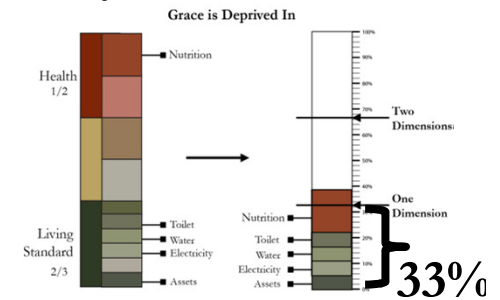 Grace is Deprived In
Nutrition
Health
1/2
Living
Standard
2/3
Toilet
Water
Electricity
Assets
100%
90%
80%
70%
Two
Dimensions
60%
50%
40%
One
Dimension
30%
20%
10%
0%
Nutrition
Toilet
Water
Electricity
Assets
33%